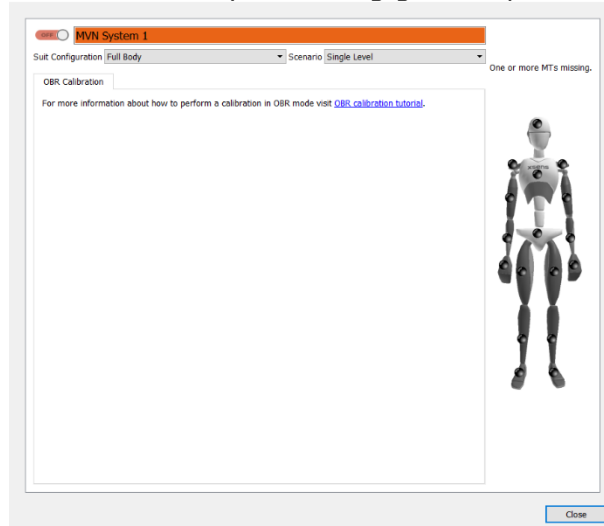 OFF MVN System 1
Suit Configuration Full Body Scenario Single Level
One or more MTs missing.
OBR Calibration
For more information about how to perform a calibration in OBR mode visit OBR calibration tutorial.
xsens
Close